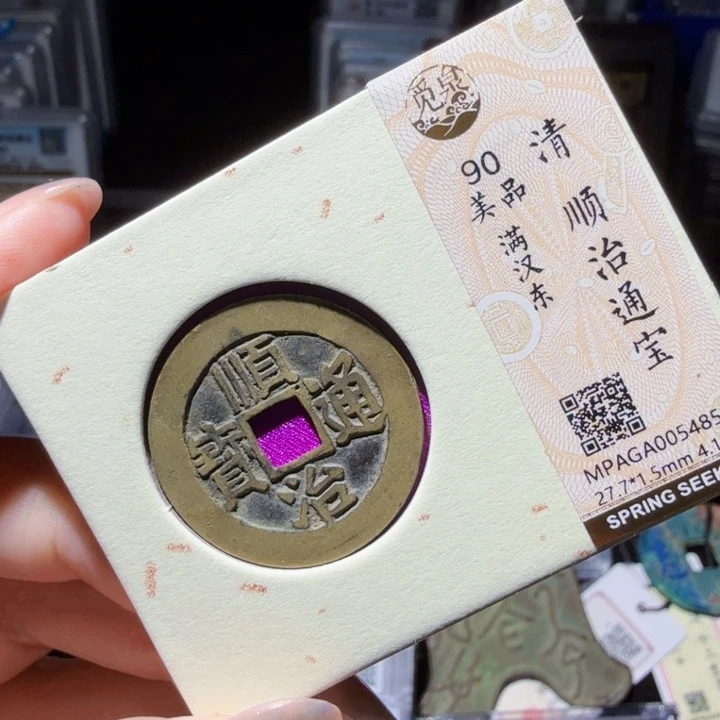 觅泉
清顺治通宝
90
美品
满汉东
MPAGA005485
27.7*1.5mm 4.1
SPRING SEE
順治通寶